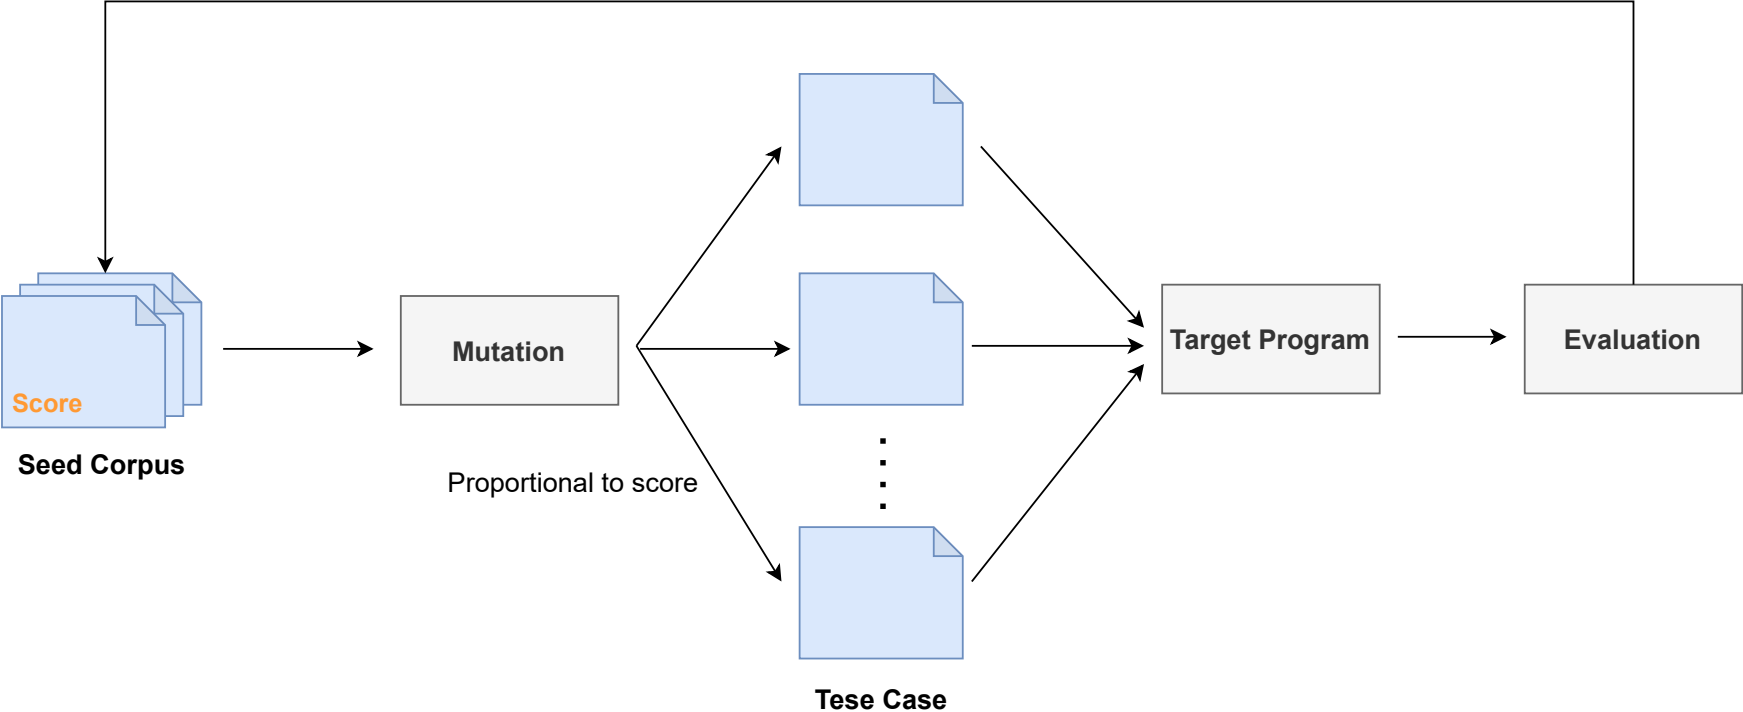 Score
Seed Corpus
Mutation
Proportional to score
Tese Case
Target Program
Evaluation